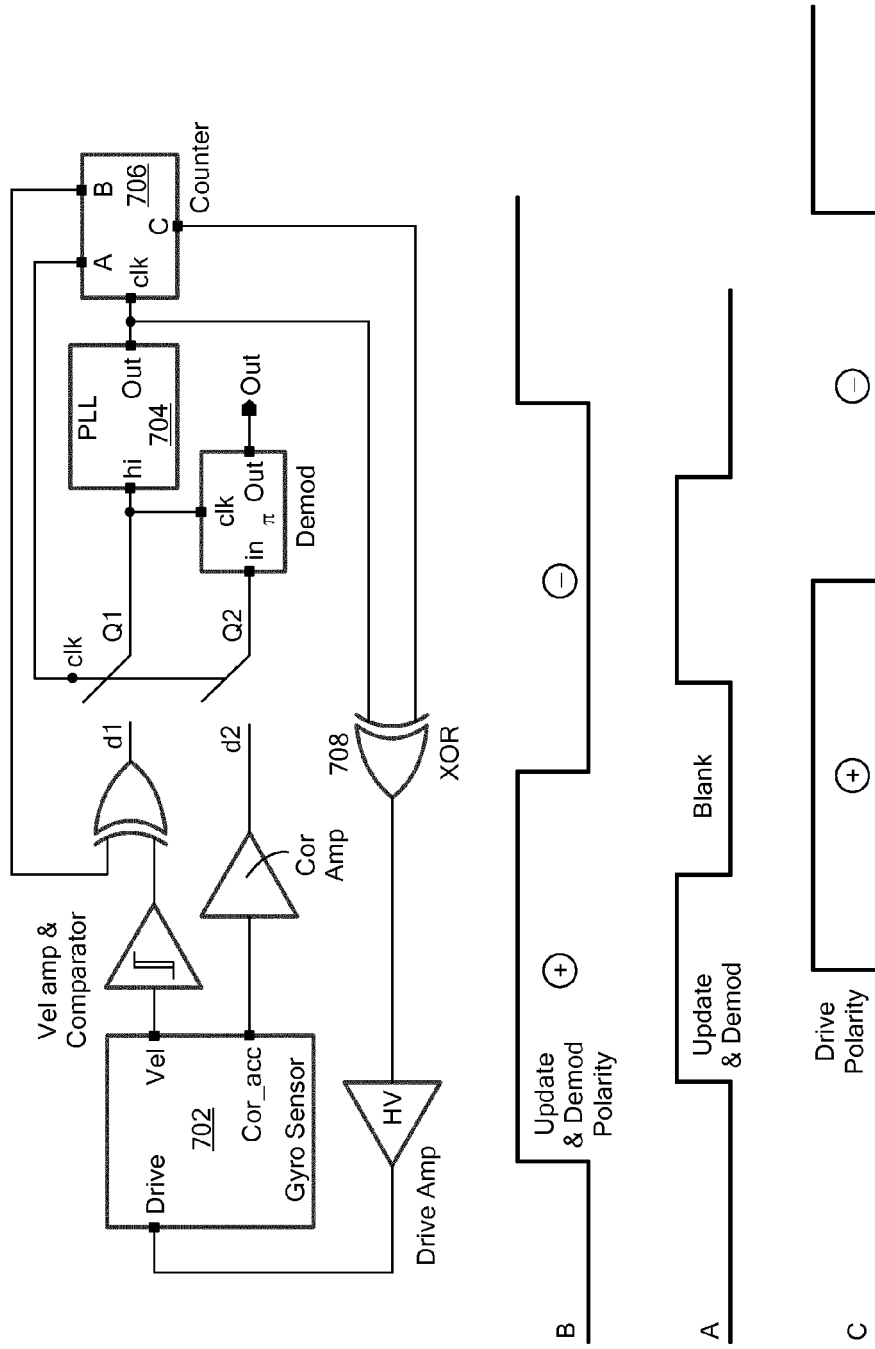 Vel amp &
Comparator
Drive
Vel
702
Cor_acc
Gyro Sensor
d1
d2
Cor
Amp
clk
Q1
Q2
PLL
hi
Out
704
clk
in
π
Out
Demod
Out
A
B
706
clk
C
Counter
708
XOR
HV
Drive Amp
B
Update
& Demod
Polarity
+
−
A
Update
& Demod
Blank
C
Drive
Polarity
+
−